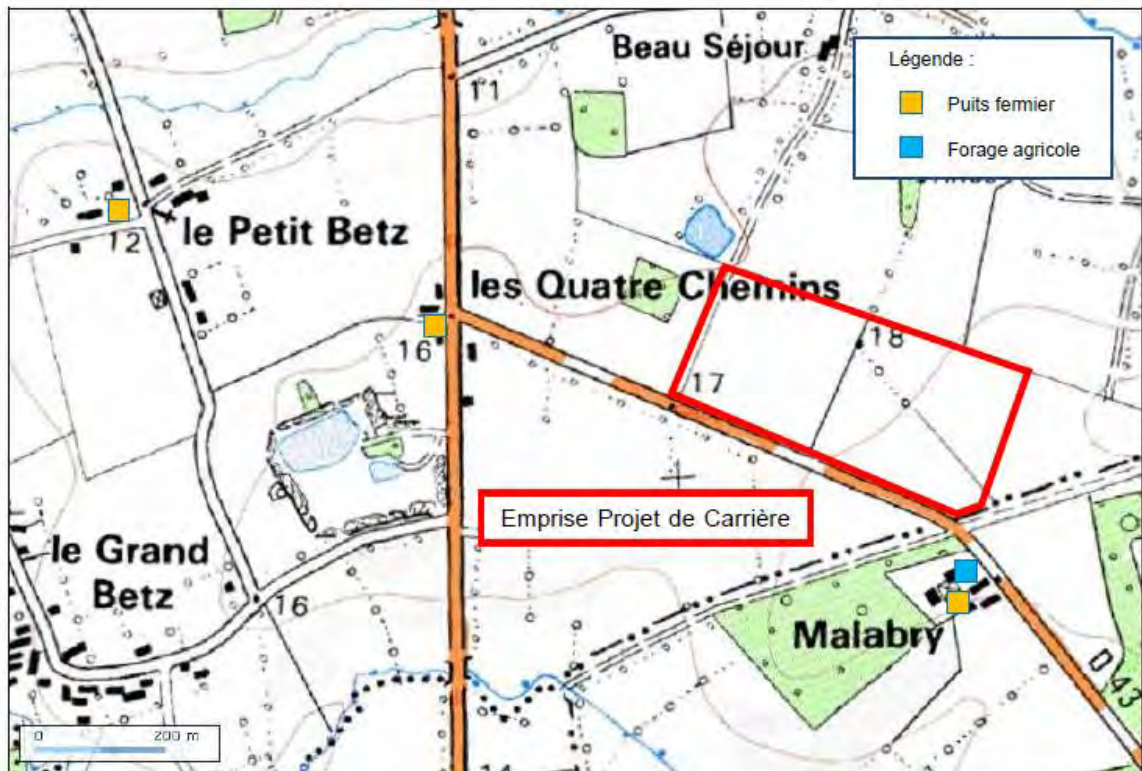 Beau Séjour
Légende :
Puits fermier
Forage agricole
11
12
le Petit Betz
les Quatre Chemins
16
18
17
Emprise Projet de Carrière
le Grand
Betz
16
Malabry
43
0 200 m